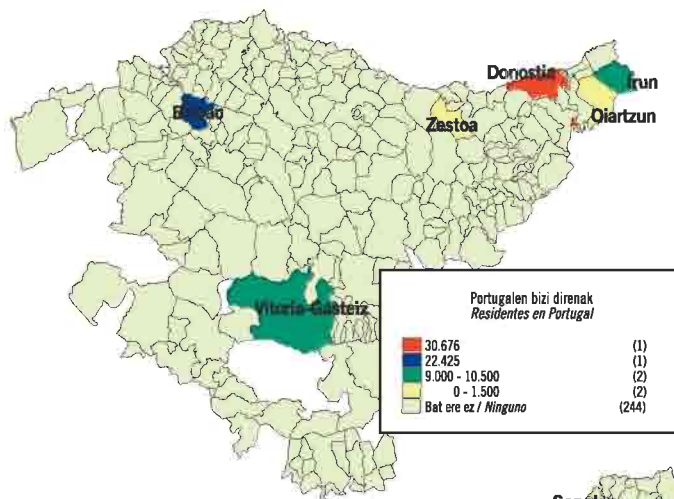 Donostia
Irun
Bilbao
Oiartzun
Zestoa
Vitoria-Gasteiz
Portugalen bizi direnak
Residentes en Portugal
30.676 (1)
22.425 (1)
9.000 - 10.500 (2)
0 - 1.500 (2)
Bat ere ez / Ninguno (244)